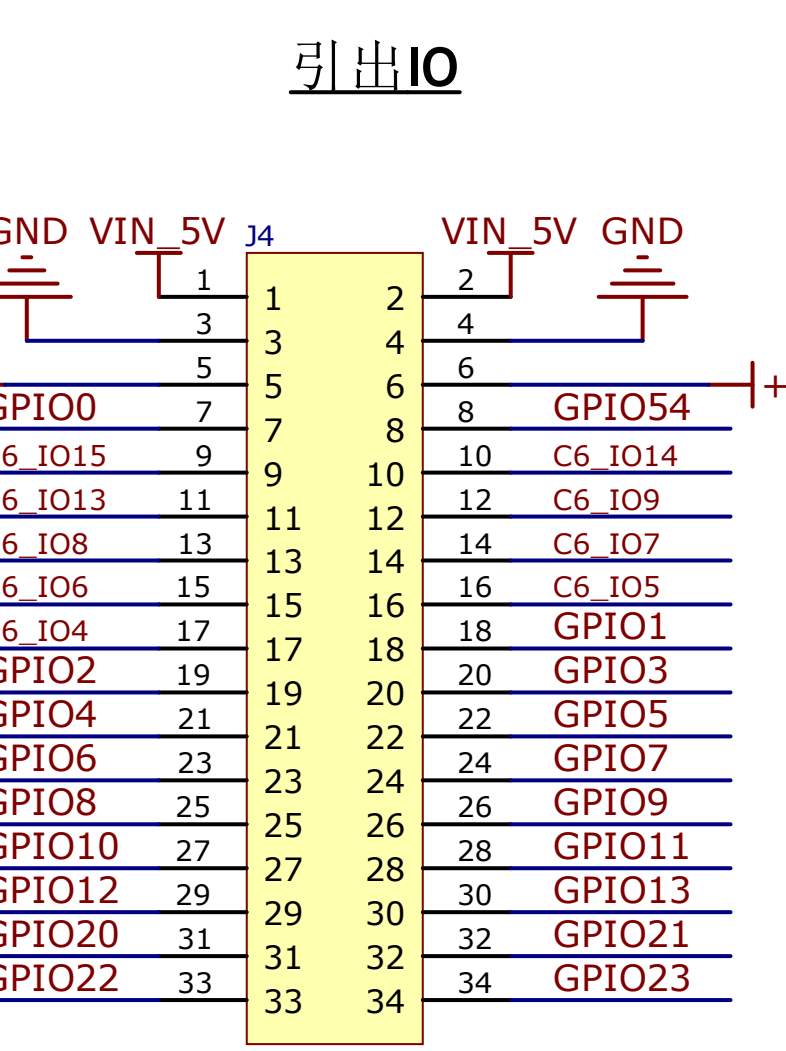 引出IO
GND VIN_5V J4 VIN_5V GND
1 1 2 2
3 3 4 4
5 5 6 6 +
GPIO0 7 7 8 8 GPIO54
6_IO15 9 9 10 10 C6_IO14
6_IO13 11 11 12 12 C6_IO9
6_IO8 13 13 14 14 C6_IO7
6_IO6 15 15 16 16 C6_IO5
6_IO4 17 17 18 18 GPIO1
GPIO2 19 19 20 20 GPIO3
GPIO4 21 21 22 22 GPIO5
GPIO6 23 23 24 24 GPIO7
GPIO8 25 25 26 26 GPIO9
GPIO10 27 27 28 28 GPIO11
GPIO12 29 29 30 30 GPIO13
GPIO20 31 31 32 32 GPIO21
GPIO22 33 33 34 34 GPIO23